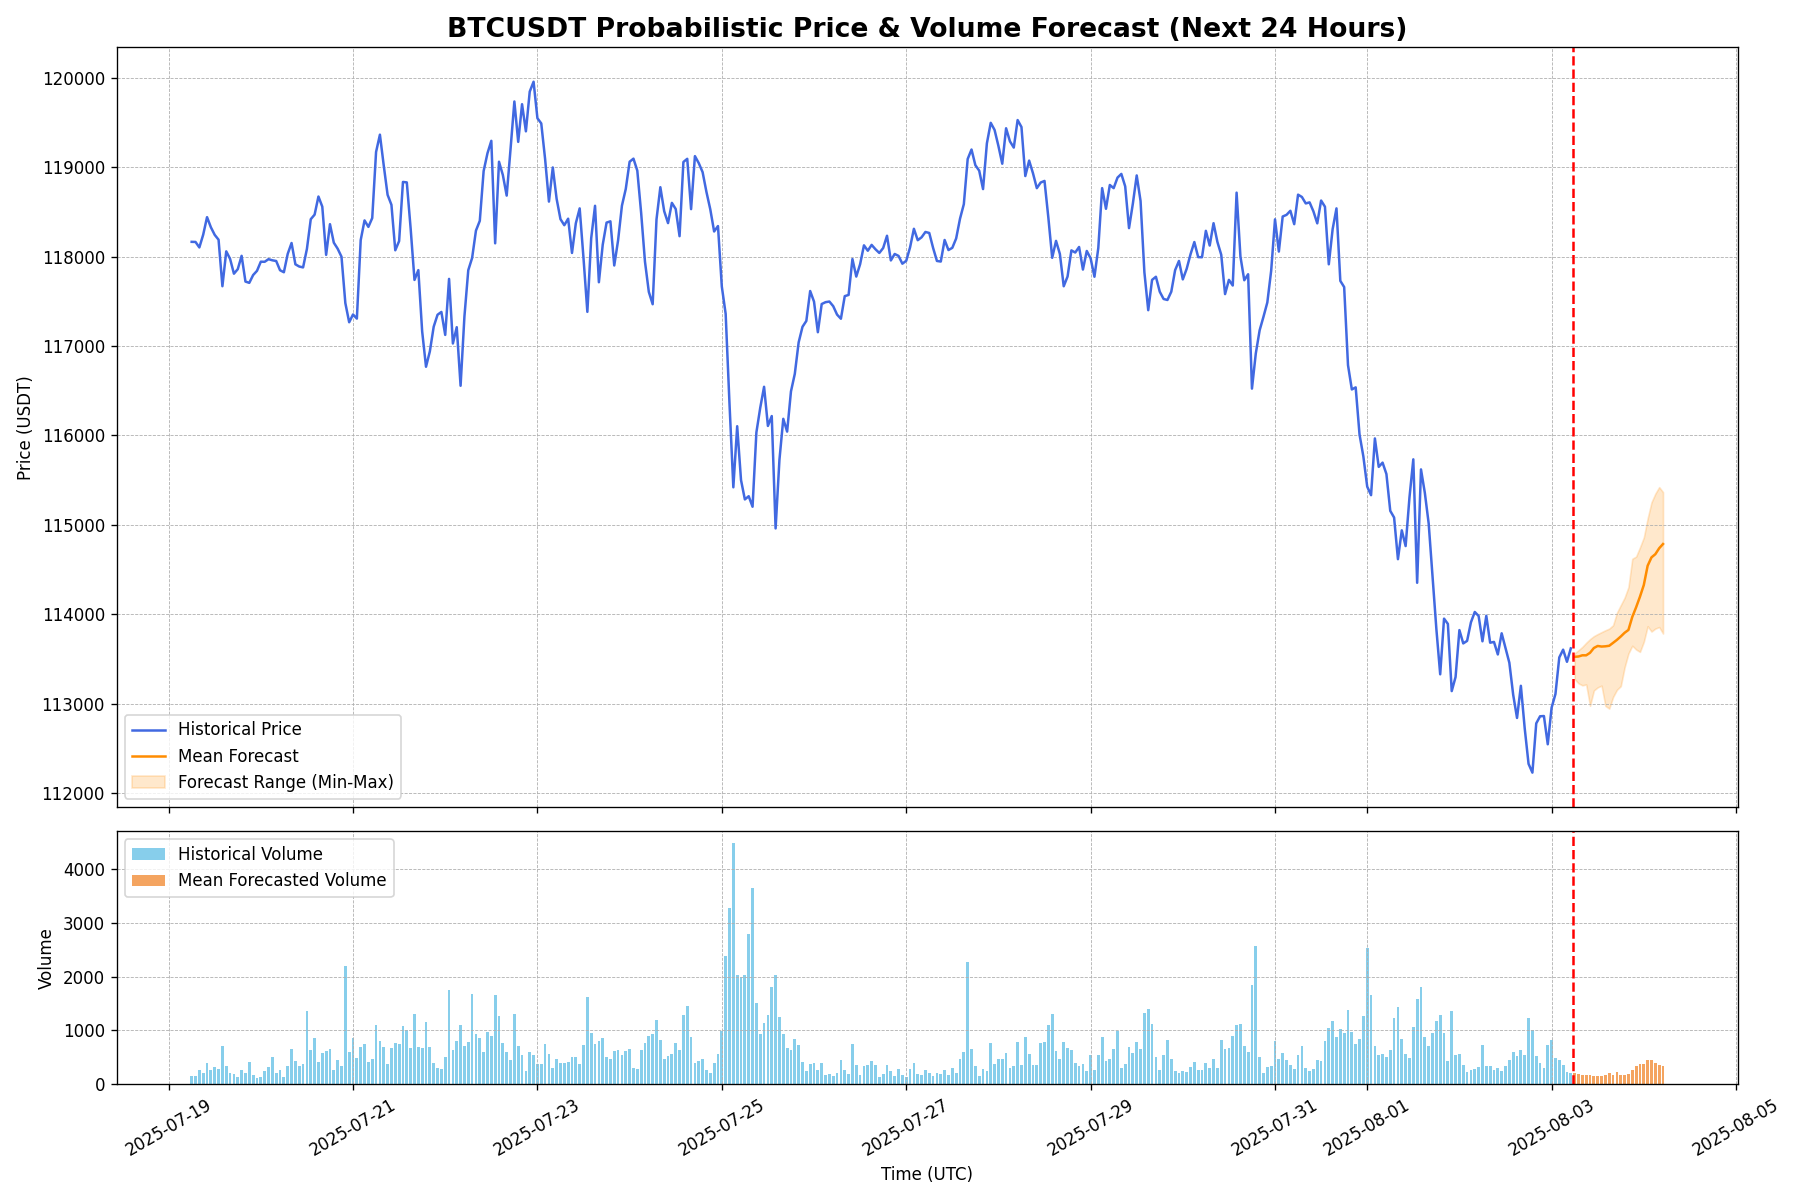 BTCUSDT Probabilistic Price & Volume Forecast (Next 24 Hours)
Price (USDT)
120000
119000
118000
117000
116000
115000
114000
113000
112000
Historical Price
Mean Forecast
Forecast Range (Min-Max)
Volume
4000
3000
2000
1000
0
Historical Volume
Mean Forecasted Volume
2025-07-19
2025-07-21
2025-07-23
2025-07-25
2025-07-27
2025-07-29
2025-07-31
2025-08-01
2025-08-03
2025-08-05
Time (UTC)